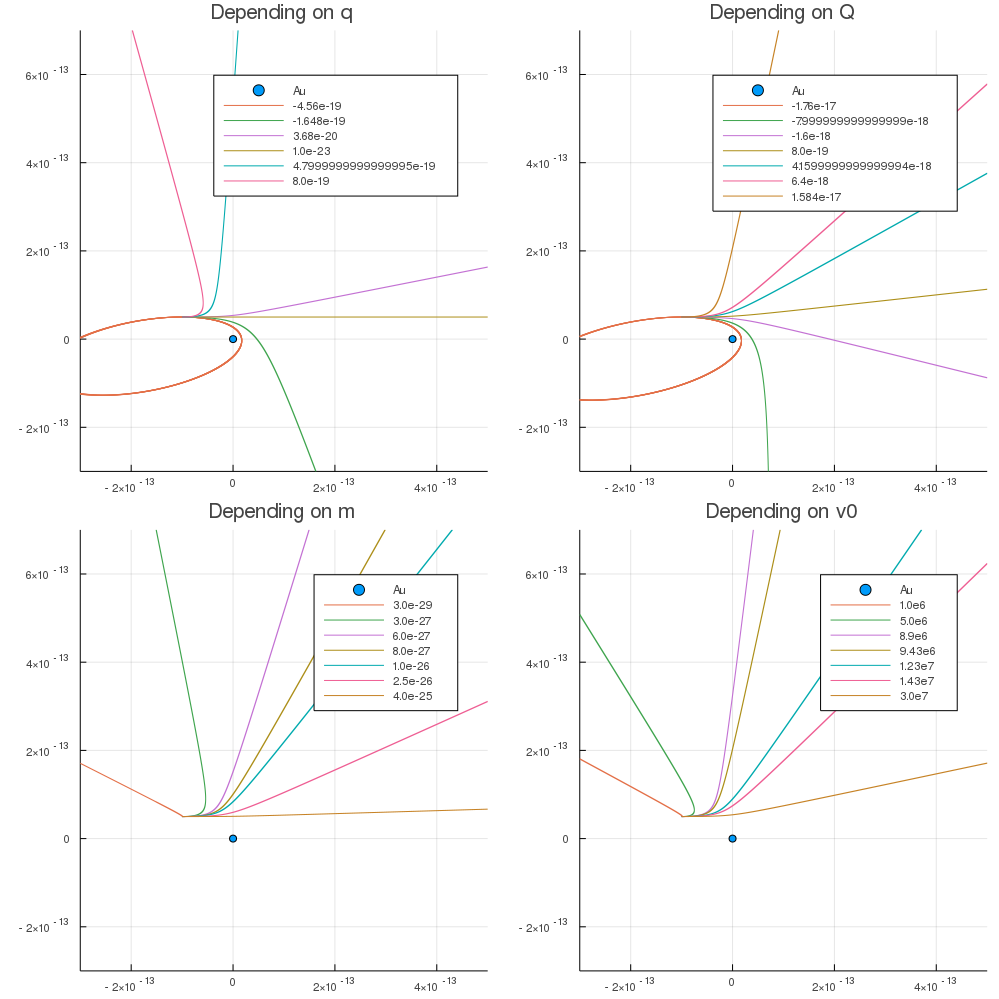 Depending on q
6×10 -13
4×10 -13
2×10 -13
0
- 2×10 -13
- 2×10 -13
0
2×10 -13
4×10 -13
Au
-4.56e-19
-1.648e-19
3.68e-20
1.0e-23
4.7999999999999995e-19
8.0e-19
Depending on Q
6×10 -13
4×10 -13
2×10 -13
0
- 2×10 -13
- 2×10 -13
0
2×10 -13
4×10 -13
Au
-1.76e-17
-7.999999999999999e-18
-1.6e-18
8.0e-19
4.1599999999999994e-18
6.4e-18
1.584e-17
Depending on m
6×10 -13
4×10 -13
2×10 -13
0
- 2×10 -13
- 2×10 -13
0
2×10 -13
4×10 -13
Au
3.0e-29
3.0e-27
6.0e-27
8.0e-27
1.0e-26
2.5e-26
4.0e-25
Depending on v0
6×10 -13
4×10 -13
2×10 -13
0
- 2×10 -13
- 2×10 -13
0
2×10 -13
4×10 -13
Au
1.0e6
5.0e6
8.9e6
9.43e6
1.23e7
1.43e7
3.0e7